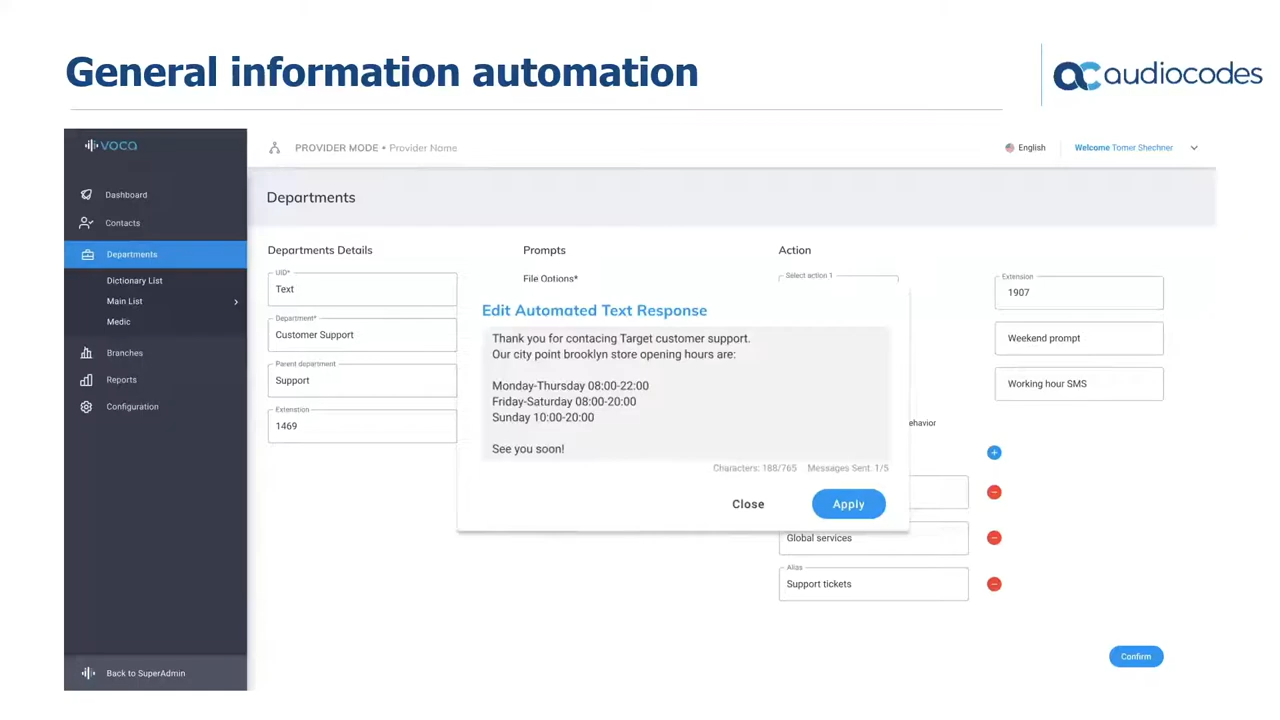 General information automation
audiocodes
voca
PROVIDER MODE • Provider Name
English
Welcome Tomer Shechner
Dashboard
Contacts
Departments
Dictionary List
Main List
Medic
Branches
Reports
Configuration
Back to SuperAdmin
Departments
Departments Details
UID*
Text
Department*
Customer Support
Parent department
Support
Extenstion
1469
Prompts
File Options*
Action
Select action 1
Extension
1907
Weekend prompt
Working hour SMS
ehavior
Edit Automated Text Response
Thank you for contacing Target customer support.
Our city point brooklyn store opening hours are:
Monday-Thursday 08:00-22:00
Friday-Saturday 08:00-20:00
Sunday 10:00-20:00
See you soon!
Characters: 188/765 Messages Sent. 1/5
Close
Apply
Global services
Alias
Support tickets
Confirm